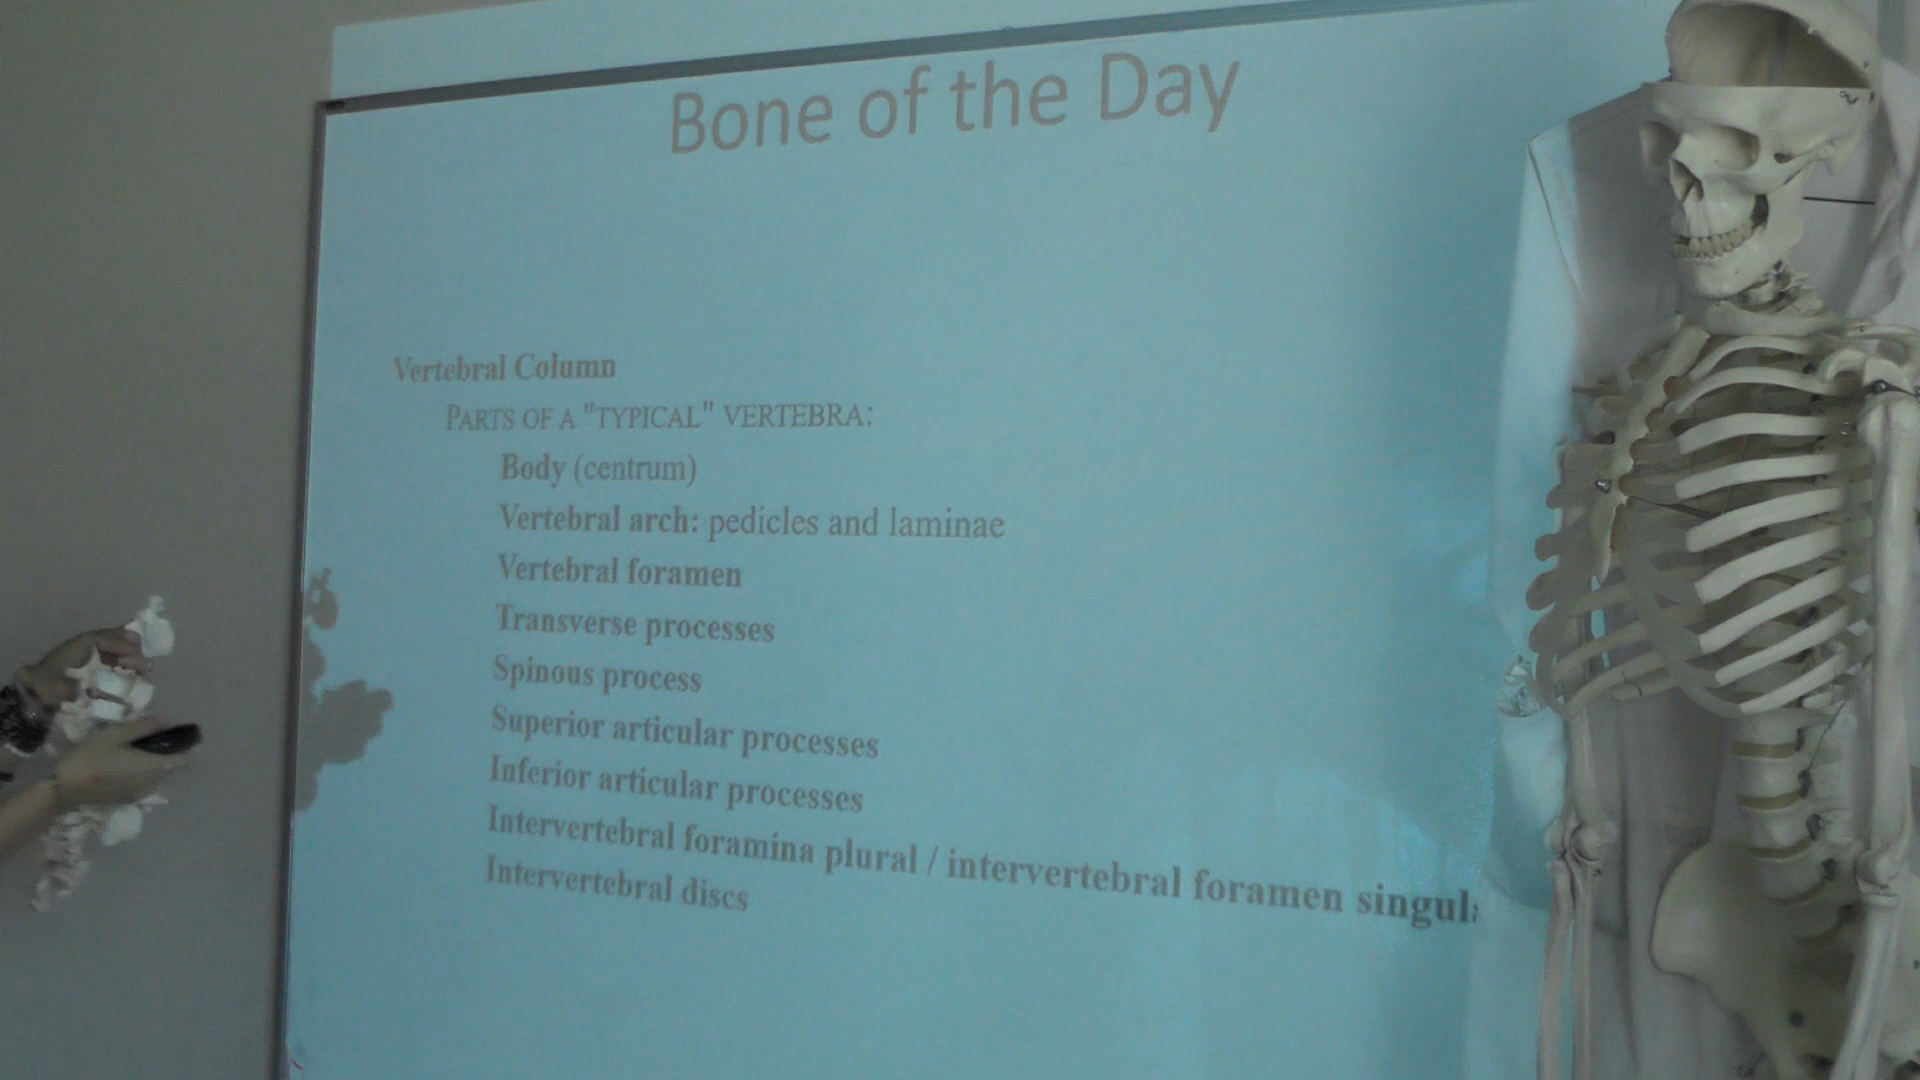 Bone of the Day
Vertebral Column
PARTS OF A "TYPICAL" VERTEBRA:
Body (centrum)
Vertebral arch: pedicles and laminae
Vertebral foramen
Transverse processes
Spinous process
Superior articular processes
Inferior articular processes
Intervertebral foramina plural / intervertebral foramen singul
Intervertebral discs